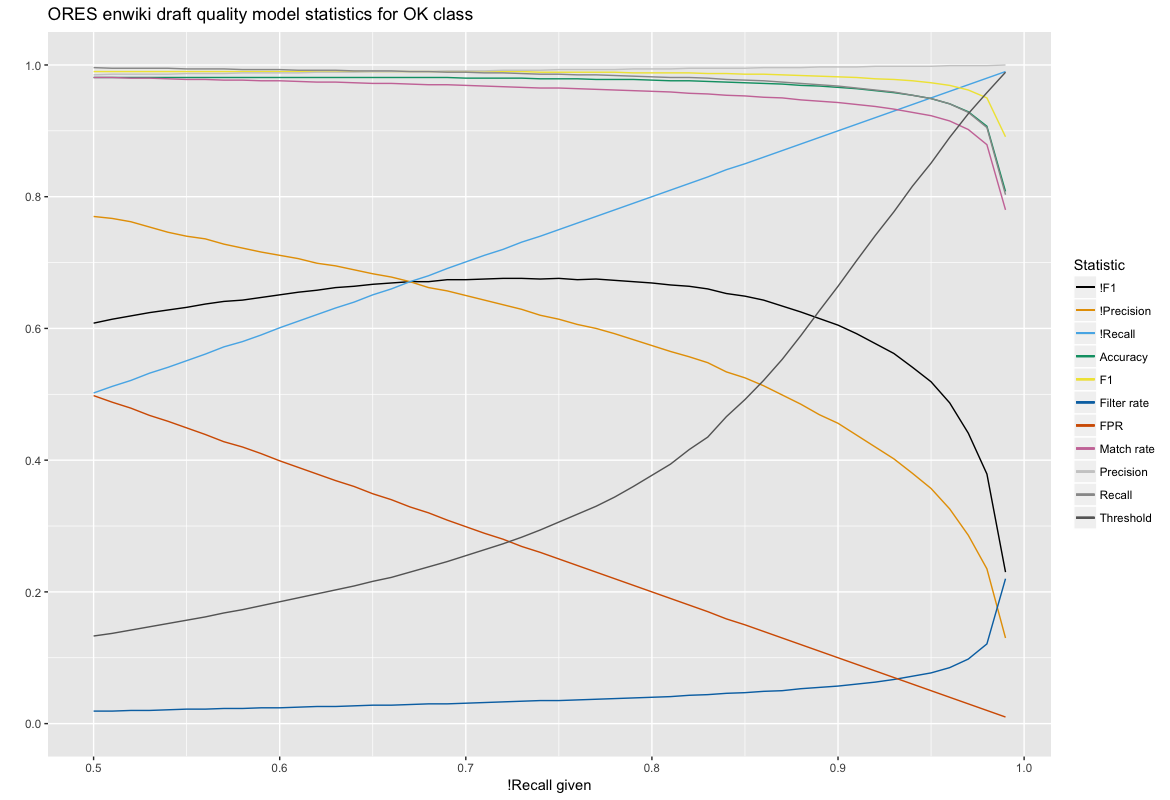 ORES enwiki draft quality model statistics for OK class
1.0
0.8
0.6
0.4
0.2
0.0
0.5 0.6 0.7 0.8 0.9 1.0
!Recall given
Statistic
!F1
!Precision
!Recall
Accuracy
F1
Filter rate
FPR
Match rate
Precision
Recall
Threshold